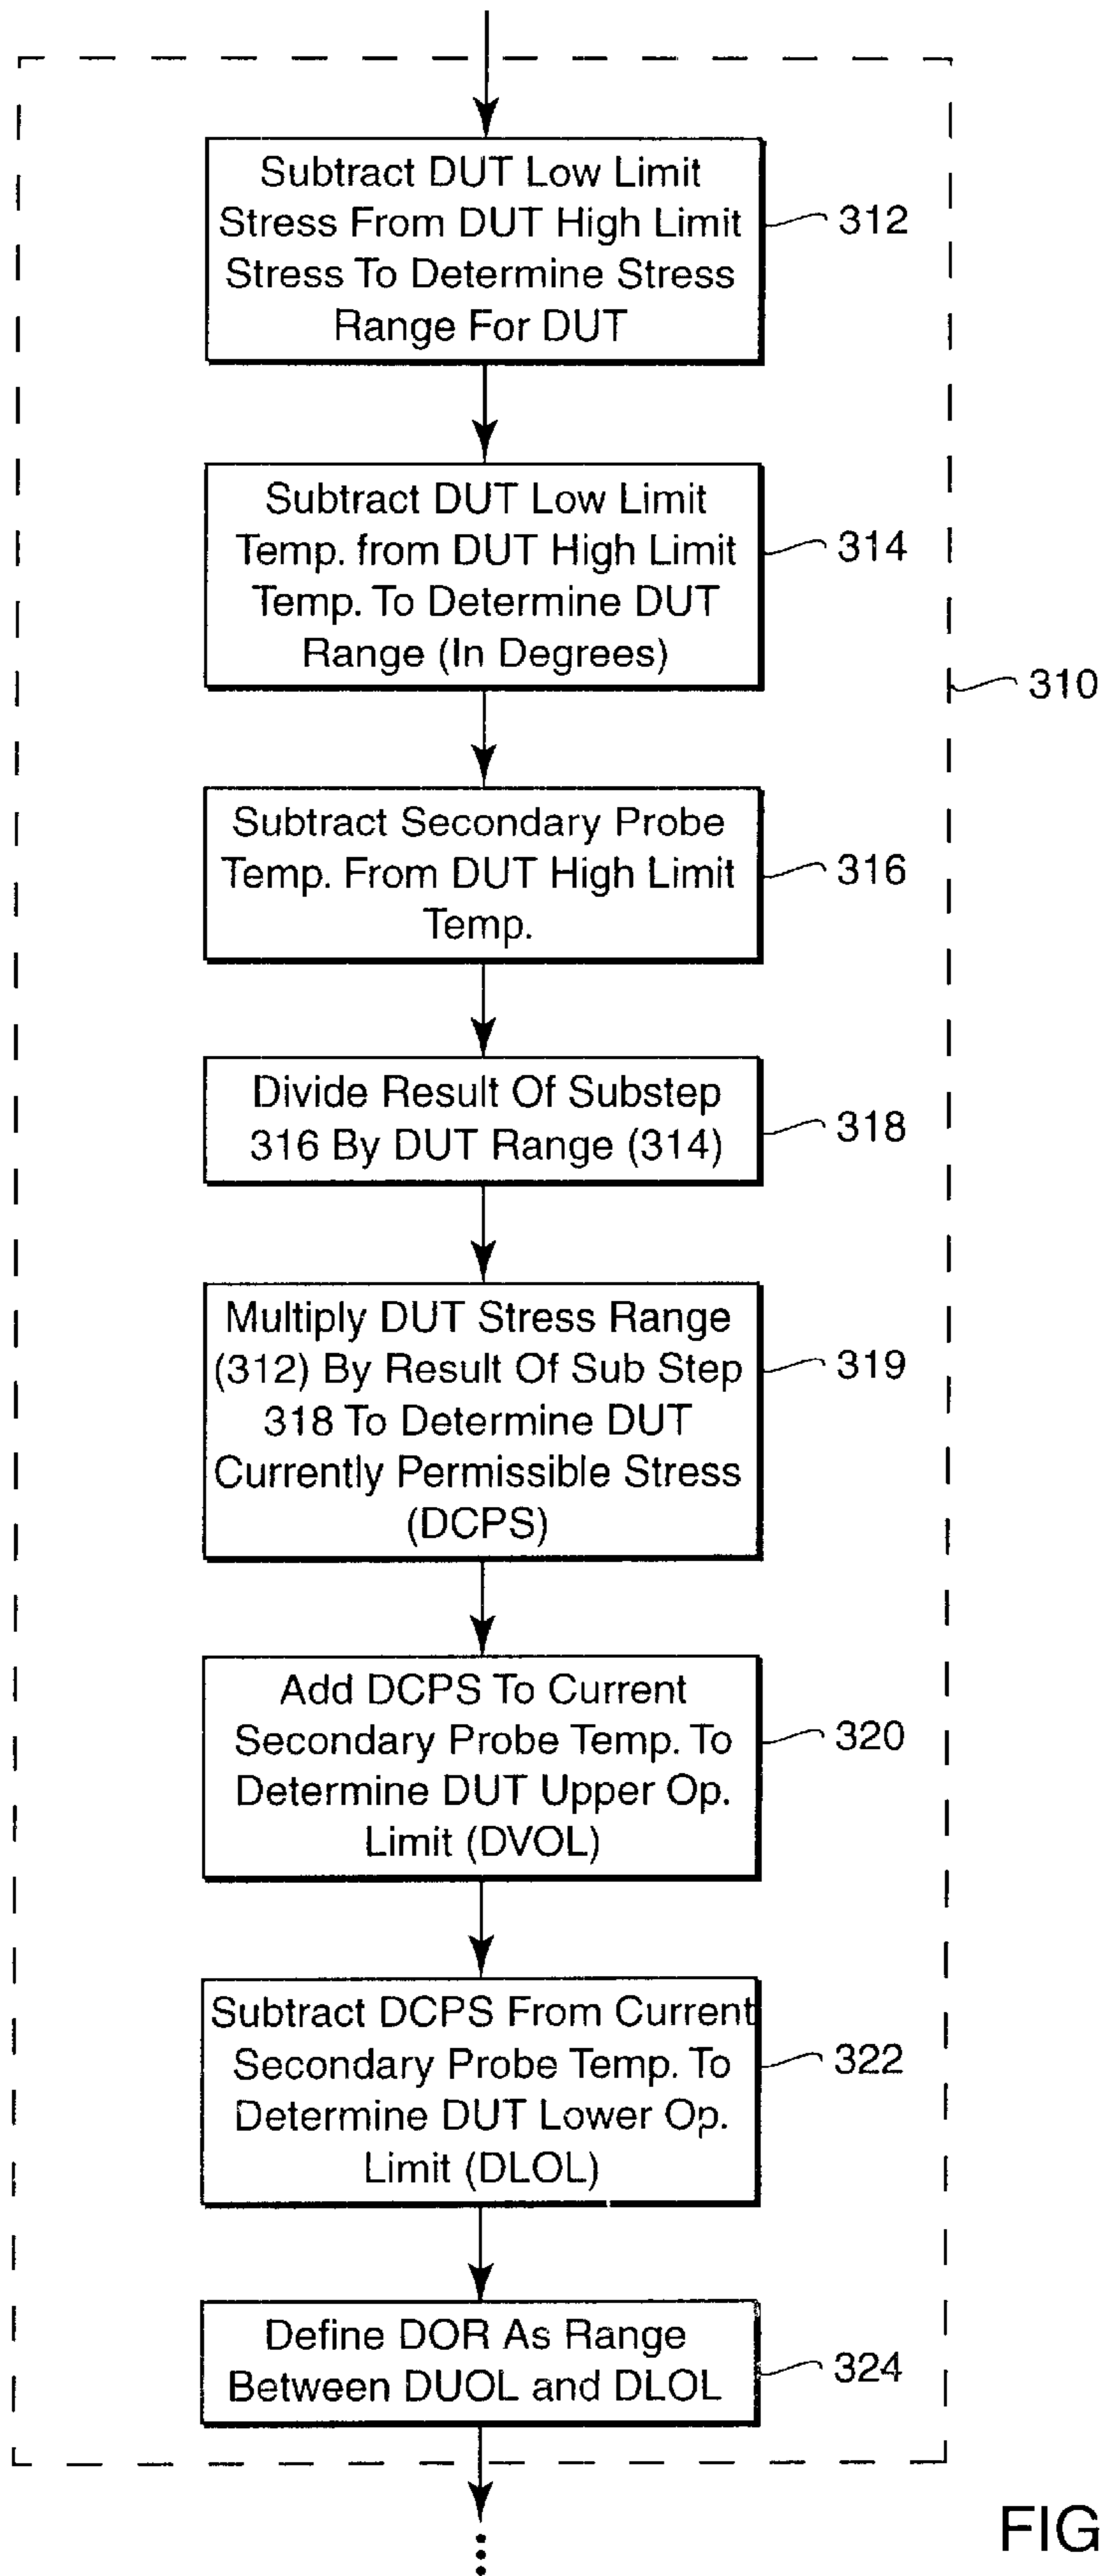 Subtract DUT Low Limit
Stress From DUT High Limit
Stress To Determine Stress
Range For DUT
312
Subtract DUT Low Limit
Temp. from DUT High Limit
Temp. To Determine DUT
Range (In Degrees)
314
310
Subtract Secondary Probe
Temp. From DUT High Limit
Temp.
316
Divide Result Of Substep
316 By DUT Range (314)
318
Multiply DUT Stress Range
(312) By Result Of Sub Step
318 To Determine DUT
Currently Permissible Stress
(DCPS)
319
Add DCPS To Current
Secondary Probe Temp. To
Determine DUT Upper Op.
Limit (DVOL)
320
Subtract DCPS From Current
Secondary Probe Temp. To
Determine DUT Lower Op.
Limit (DLOL)
322
Define DOR As Range
Between DUOL and DLOL
324
FIG